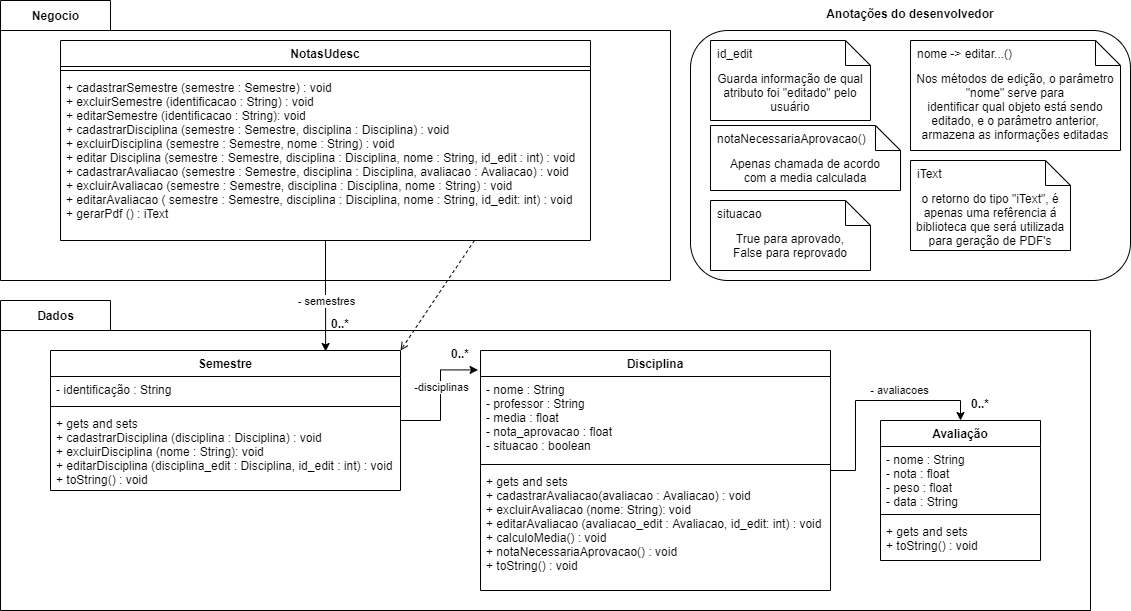 Negocio
NotasUdesc
+ cadastrarSemestre (semestre : Semestre) : void
+ excluirSemestre (identificacao : String) : void
+ editarSemestre (identificacao : String): void
+ cadastrarDisciplina (semestre : Semestre, disciplina : Disciplina) : void
+ excluirDisciplina (semestre : Semestre, nome : String) : void
+ editar Disciplina (semestre : Semestre, disciplina : Disciplina, nome : String, id_edit : int) : void
+ cadastrarAvaliacao (semestre : Semestre, disciplina : Disciplina, avaliacao : Avaliacao) : void
+ excluirAvaliacao (semestre : Semestre, disciplina : Disciplina, nome : String) : void
+ editarAvaliacao ( semestre : Semestre, disciplina : Disciplina, nome : String, id_edit: int) : void
+ gerarPdf () : iText
Anotações do desenvolvedor
id_edit
Guarda informação de qual
atributo foi "editado" pelo
usuário
notaNecessariaAprovacao()
Apenas chamada de acordo
com a media calculada
situacao
True para aprovado,
False para reprovado
nome -> editar...()
Nos métodos de edição, o parâmetro
"nome" serve para
identificar qual objeto está sendo
editado, e o parâmetro anterior,
armazena as informações editadas
iText
o retorno do tipo "iText", é
apenas uma refêrencia á
biblioteca que será utilizada
para geração de PDF's
- semestres
0..*
Dados
Semestre
- identificação : String
+ gets and sets
+ cadastrarDisciplina (disciplina : Disciplina) : void
+ excluirDisciplina (nome : String): void
+ editarDisciplina (disciplina_edit : Disciplina, id_edit : int) : void
+ toString() : void
0..*
-disciplinas
Disciplina
- nome : String
- professor : String
- media : float
- nota_aprovacao : float
- situacao : boolean
+ gets and sets
+ cadastrarAvaliacao(avaliacao : Avaliacao) : void
+ excluirAvaliacao (nome: String): void
+ editarAvaliacao (avaliacao_edit : Avaliacao, id_edit: int) : void
+ calculoMedia() : void
+ notaNecessariaAprovacao() : void
+ toString() : void
- avaliacoes
0..*
Avaliação
- nome : String
- nota : float
- peso : float
- data : String
+ gets and sets
+ toString() : void